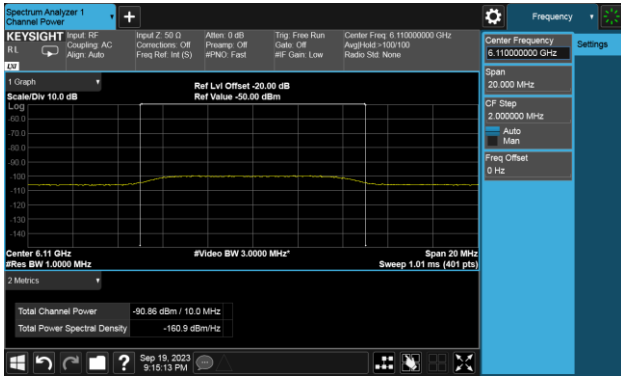 Spectrum Analyzer 1
Channel Power
Frequency
KEYSIGHT
Input: RF
Coupling: AC
Align: Auto
Input Z: 50 Ω
Corrections: Off
Freq Ref: Int (S)
Atten: 0 dB
Preamp: Off
#PNO: Fast
Trig: Free Run
Gate: Off
#IF Gain: Low
Center Freq: 6.110000000 GHz
Avg|Hold:>100/100
Radio Std: None
LXI
1 Graph
Scale/Div 10.0 dB
Ref Lvl Offset -20.00 dB
Ref Value -50.00 dBm
Log
-60.0
-70.0
-80.0
-90.0
-100
-110
-120
-130
-140
Center 6.11 GHz
#Res BW 1.0000 MHz
#Video BW 3.0000 MHz*
Span 20 MHz
Sweep 1.01 ms (401 pts)
2 Metrics
Total Channel Power -90.86 dBm / 10.0 MHz
Total Power Spectral Density -160.9 dBm/Hz
?
Sep 19, 2023
9:15:13 PM
Center Frequency
6.110000000 GHz
Settings
Span
20.000 MHz
CF Step
2.000000 MHz
Auto
Man
Freq Offset
0 Hz